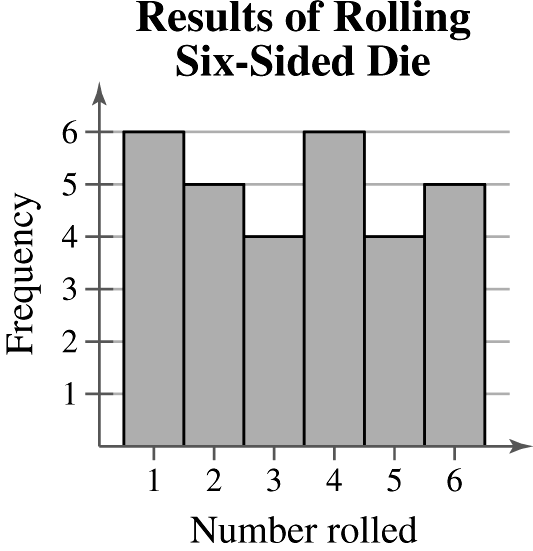 Results of Rolling
Six-Sided Die
Frequency
6
5
4
3
2
1
1 2 3 4 5 6
Number rolled